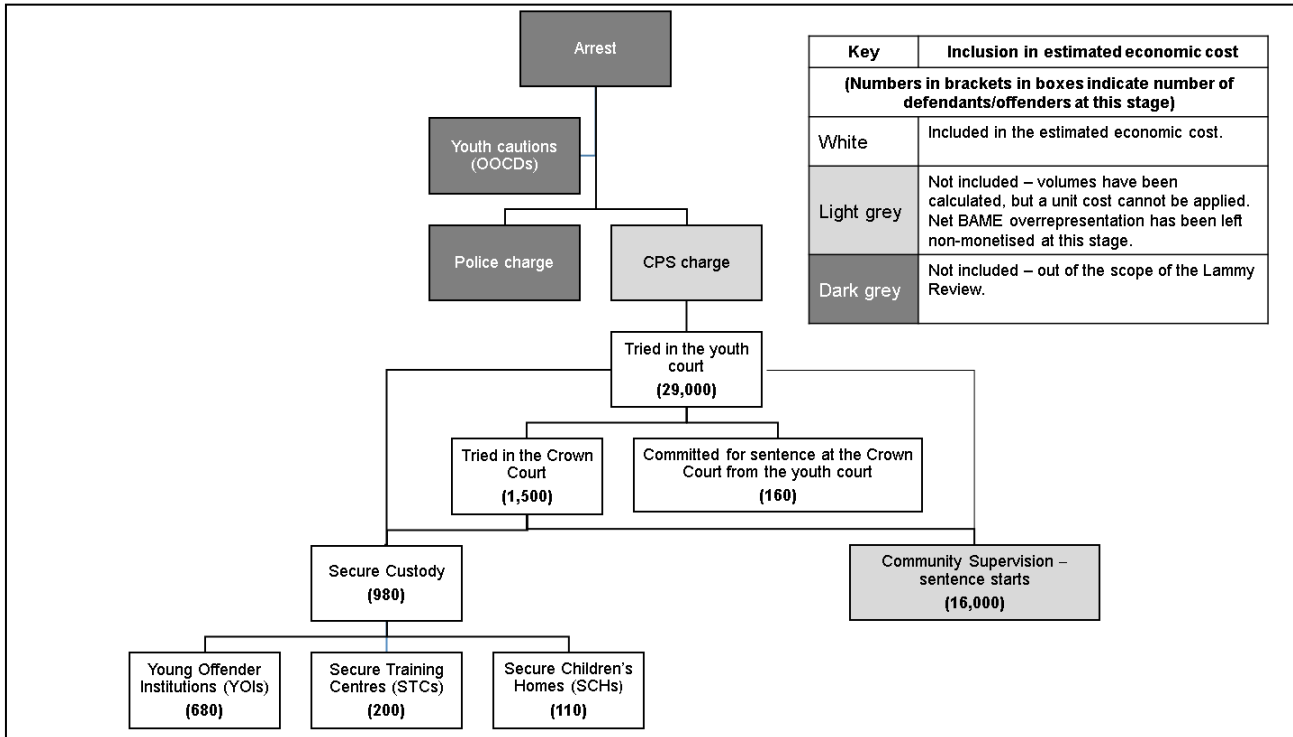 Arrest
Key
Inclusion in estimated economic cost
(Numbers in brackets in boxes indicate number of
defendants/offenders at this stage)
White
Included in the estimated economic cost.
Light grey
Not included – volumes have been
calculated, but a unit cost cannot be applied.
Net BAME overrepresentation has been left
non-monetised at this stage.
Dark grey
Not included – out of the scope of the Lammy
Review.
Youth cautions
(OOCDs)
Police charge
CPS charge
Tried in the youth
court
(29,000)
Tried in the Crown
Court
(1,500)
Committed for sentence at the Crown
Court from the youth court
(160)
Secure Custody
(980)
Community Supervision –
sentence starts
(16,000)
Young Offender
Institutions (YOIs)
(680)
Secure Training
Centres (STCs)
(200)
Secure Children's
Homes (SCHs)
(110)